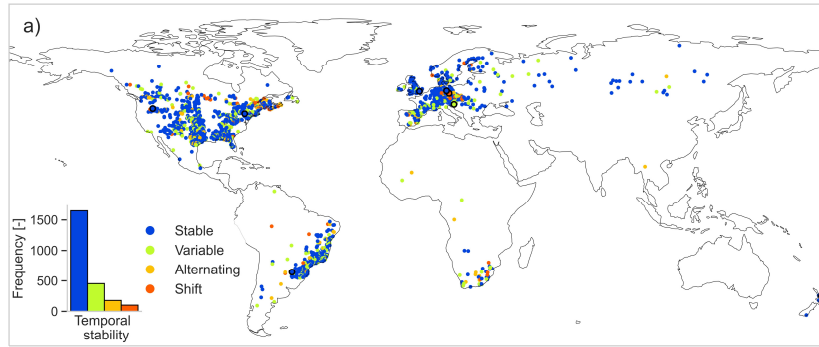 a)
Frequency [-]
1500
1000
500
0
Temporal
stability
Stable
Variable
Alternating
Shift